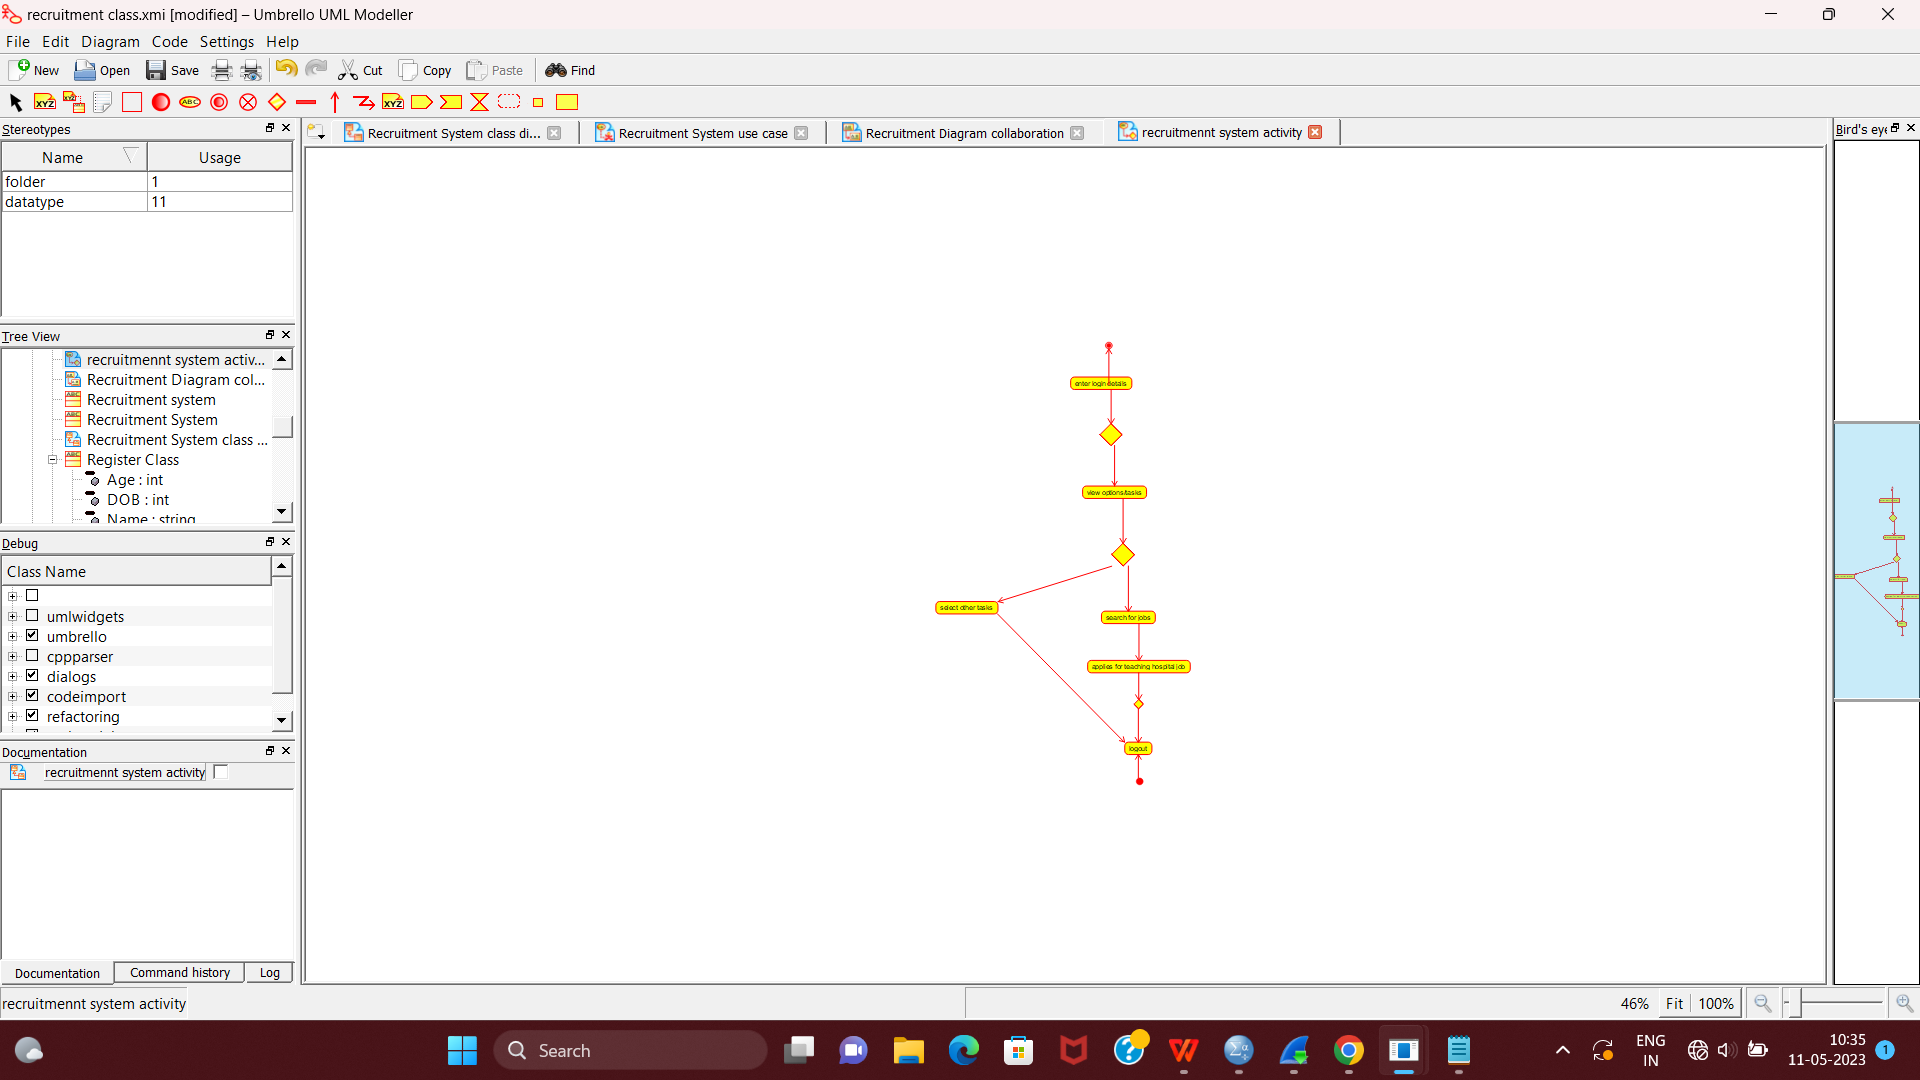 recruitment class.xmi [modified] – Umbrello UML Modeller
File Edit Diagram Code Settings Help
New Open Save Cut Copy Paste Find
XYZ XYZ ABC XYZ
Stereotypes
Name Usage
folder 1
datatype 11
Tree View
recruitmennt system activ...
Recruitment Diagram col...
Recruitment system
Recruitment System
Recruitment System class ...
Register Class
Age : int
DOB : int
Name : string
Debug
Class Name
umlwidgets
umbrello
cppparser
dialogs
codeimport
refactoring
Documentation
recruitmennt system activity
Documentation Command history Log
recruitmennt system activity
Recruitment System class di... Recruitment System use case Recruitment Diagram collaboration recruitmennt system activity
enter login details
view options/tasks
select other tasks
search for jobs
applies for teaching hospital job
logout
Bird's eye
46% Fit 100%
Search
ENG
IN
10:35
11-05-2023
1